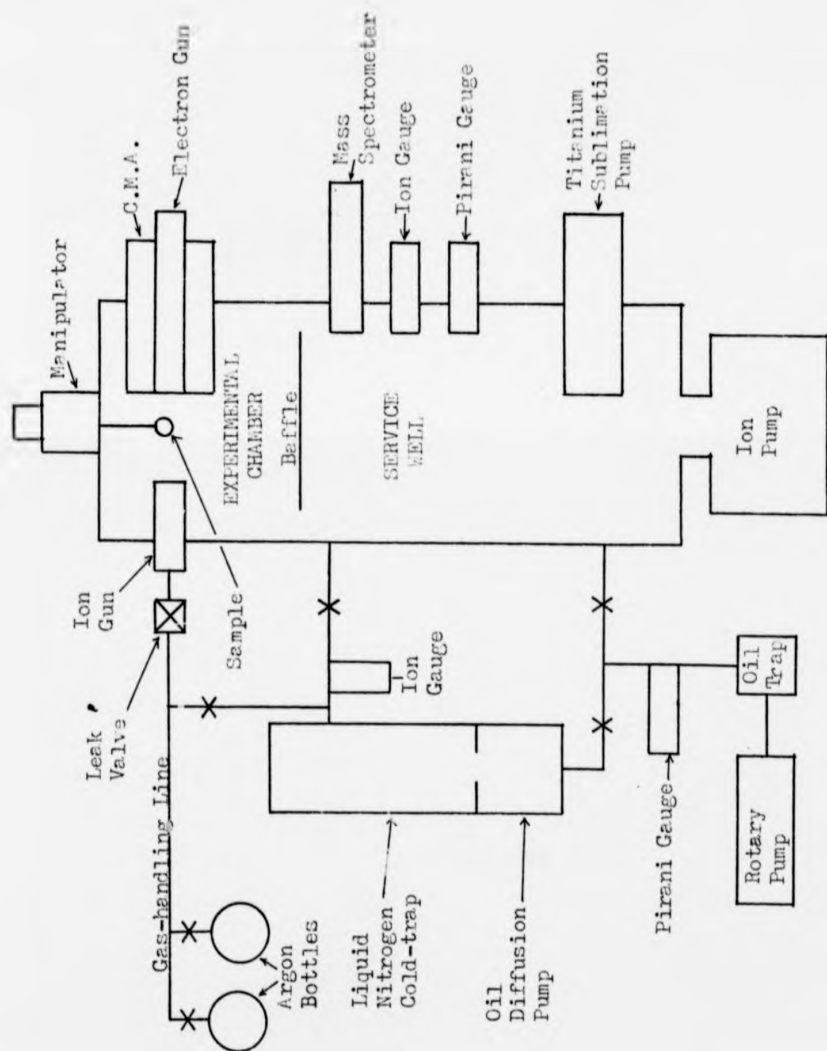 Manipulator
C.M.A.
Electron Gun
Ion
Gun
Leak
Valve
Sample
Gas-handling Line
Argon
Bottles
EXPERIMENTAL
CHAMBER
Baffle
SERVICE
WELL
Mass
Spectrometer
Ion Gauge
Pirani Gauge
Titanium
Sublimation
Pump
Ion
Gauge
Liquid
Nitrogen
Cold-trap
Oil
Diffusion
Pump
Pirani Gauge
Oil
Trap
Rotary
Pump
Ion
Pump